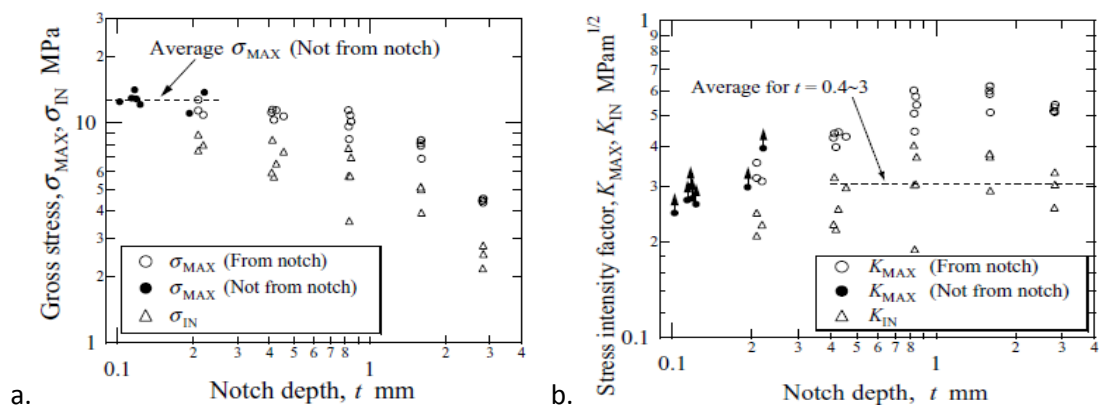 3
10
5
4
3
2
1
Gross stress, σMAX, σIN MPa
Average σMAX (Not from notch)
σMAX (From notch)
σMAX (Not from notch)
σIN
0.1 2 3 4 5 6 7 8 1 2 3 4
Notch depth, t mm
a.
1
9
8
7
6
5
4
3
2
0.1
Stress intensity factor, KMAX, KIN MPam1/2
Average for t = 0.4~3
KMAX (From notch)
KMAX (Not from notch)
KIN
0.1 2 3 4 5 6 7 8 1 2 3 4
Notch depth, t mm
b.